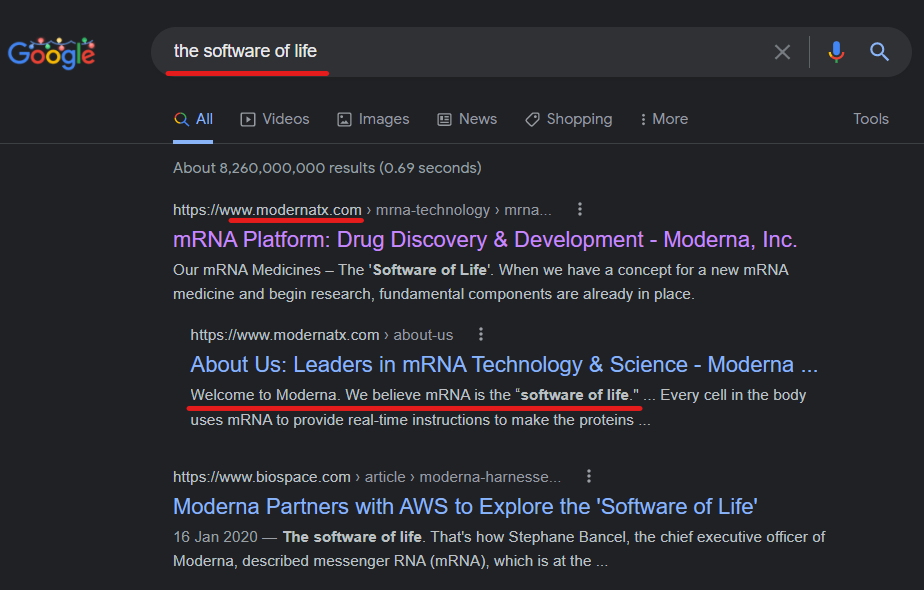 Google
the software of life
All Videos Images News Shopping More Tools
About 8,260,000,000 results (0.69 seconds)
https://www.modernatx.com › mrna-technology › mrna...
mRNA Platform: Drug Discovery & Development - Moderna, Inc.
Our mRNA Medicines – The 'Software of Life'. When we have a concept for a new mRNA
medicine and begin research, fundamental components are already in place.
https://www.modernatx.com › about-us
About Us: Leaders in mRNA Technology & Science - Moderna ...
Welcome to Moderna. We believe mRNA is the “software of life.” ... Every cell in the body
uses mRNA to provide real-time instructions to make the proteins ...
https://www.biospace.com › article › moderna-harnesse...
Moderna Partners with AWS to Explore the 'Software of Life'
16 Jan 2020 — The software of life. That's how Stephane Bancel, the chief executive officer of
Moderna, described messenger RNA (mRNA), which is at the ...